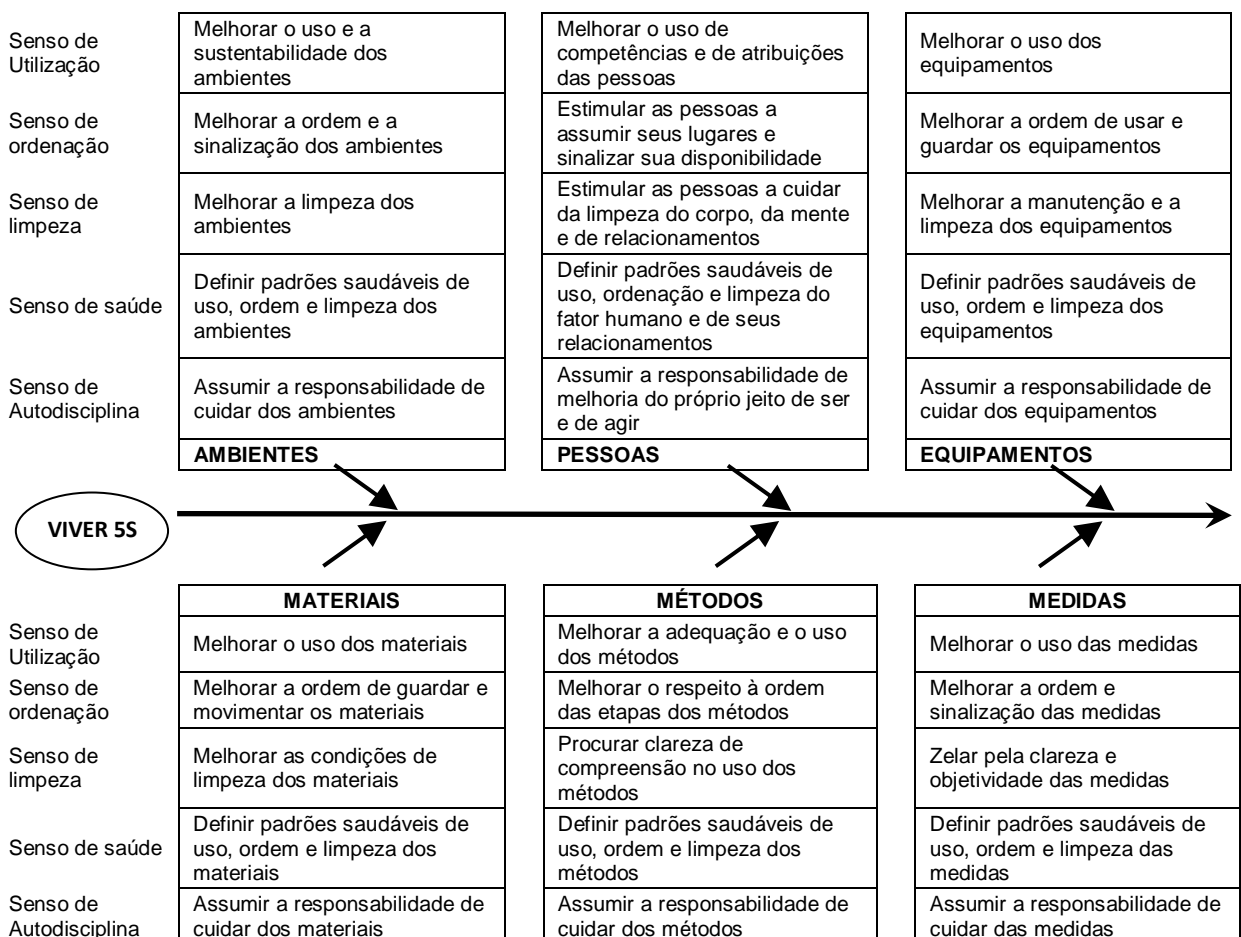 Senso de
Utilização
Melhorar o uso e a
sustentabilidade dos
ambientes
Melhorar o uso de
competências e de atribuições
das pessoas
Melhorar o uso dos
equipamentos
Senso de
ordenação
Melhorar a ordem e a
sinalização dos ambientes
Estimular as pessoas a
assumir seus lugares e
sinalizar sua disponibilidade
Melhorar a ordem de usar e
guardar os equipamentos
Senso de
limpeza
Melhorar a limpeza dos
ambientes
Estimular as pessoas a cuidar
da limpeza do corpo, da mente
e de relacionamentos
Melhorar a manutenção e a
limpeza dos equipamentos
Senso de saúde
Definir padrões saudáveis de
uso, ordem e limpeza dos
ambientes
Definir padrões saudáveis de
uso, ordenação e limpeza do
fator humano e de seus
relacionamentos
Definir padrões saudáveis de
uso, ordem e limpeza dos
equipamentos
Senso de
Autodisciplina
Assumir a responsabilidade de
cuidar dos ambientes
Assumir a responsabilidade de
melhoria do próprio jeito de ser
e de agir
Assumir a responsabilidade de
cuidar dos equipamentos
AMBIENTES
PESSOAS
EQUIPAMENTOS
VIVER 5S
MATERIAIS
MÉTODOS
MEDIDAS
Senso de
Utilização
Melhorar o uso dos materiais
Melhorar a adequação e o uso
dos métodos
Melhorar o uso das medidas
Senso de
ordenação
Melhorar a ordem de guardar e
movimentar os materiais
Melhorar o respeito à ordem
das etapas dos métodos
Melhorar a ordem e
sinalização das medidas
Senso de
limpeza
Melhorar as condições de
limpeza dos materiais
Procurar clareza de
compreensão no uso dos
métodos
Zelar pela clareza e
objetividade das medidas
Senso de saúde
Definir padrões saudáveis de
uso, ordem e limpeza dos
materiais
Definir padrões saudáveis de
uso, ordem e limpeza dos
métodos
Definir padrões saudáveis de
uso, ordem e limpeza das
medidas
Senso de
Autodisciplina
Assumir a responsabilidade de
cuidar dos materiais
Assumir a responsabilidade de
cuidar dos métodos
Assumir a responsabilidade de
cuidar das medidas